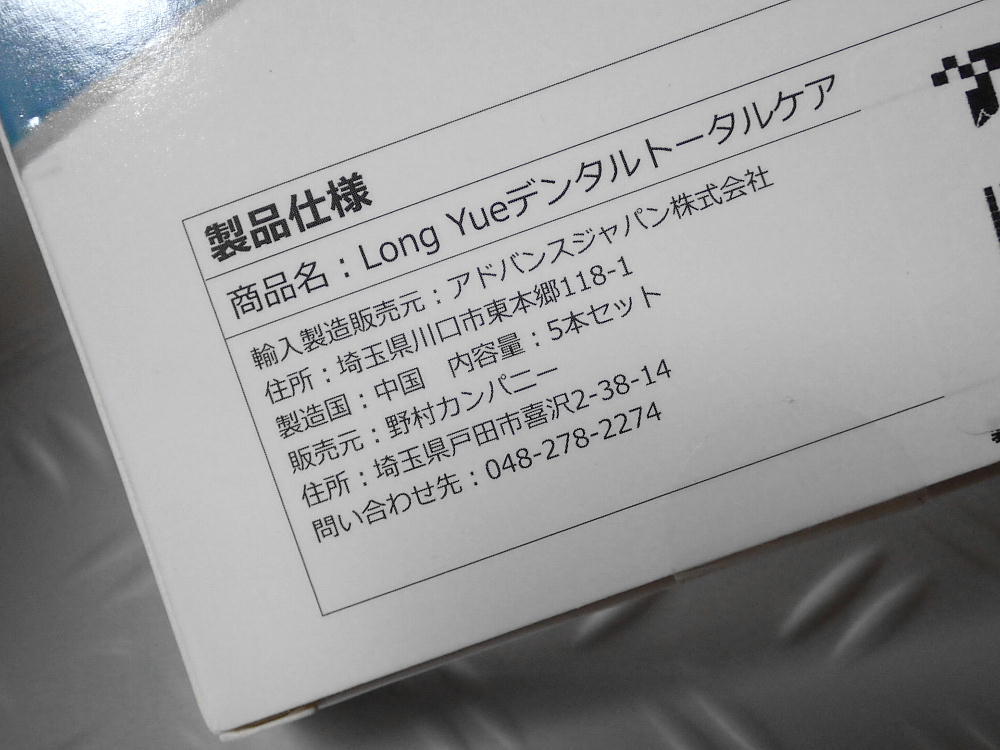 製品仕様
商品名：Long Yueデンタルトータルケア
輸入製造販売元：アドバンスジャパン株式会社
住所：埼玉県川口市東本郷118-1
製造国：中国　内容量：5本セット
販売元：野村カンパニー
住所：埼玉県戸田市喜沢2-38-14
問い合わせ先：048-278-2274